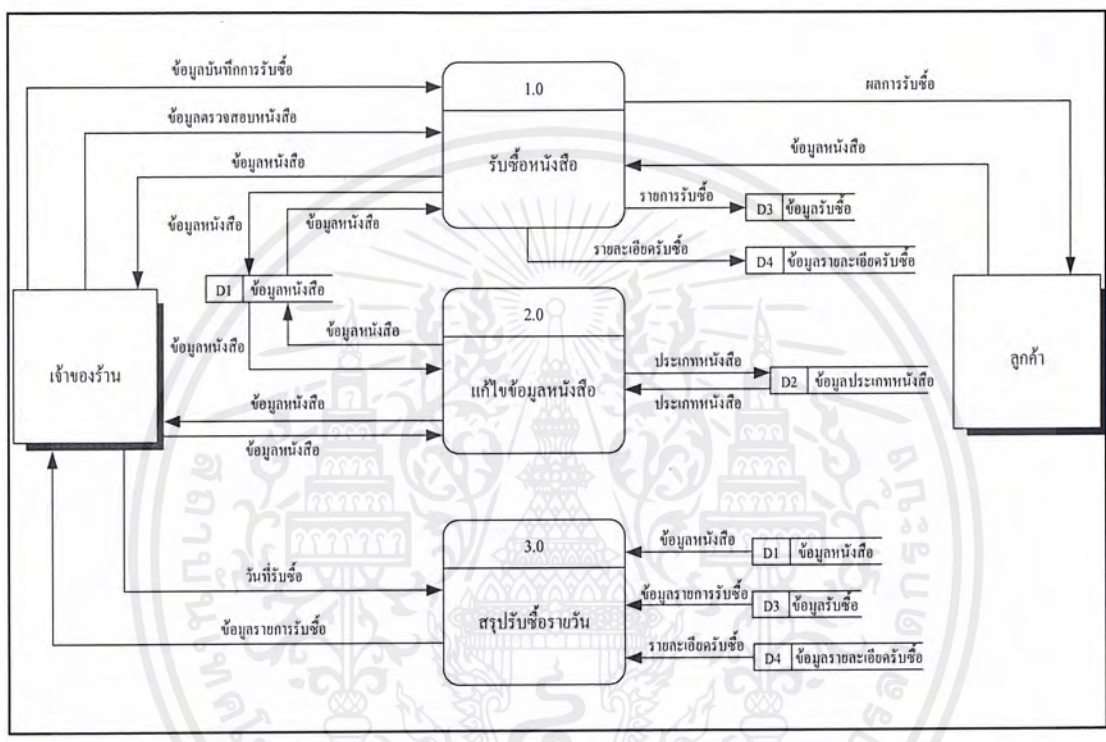 ข้อมูลบันทึกการรับซื้อ
1.0
ผลการรับซื้อ
ข้อมูลตรวจสอบหนังสือ
ข้อมูลหนังสือ
รับซื้อหนังสือ
ข้อมูลหนังสือ
ข้อมูลหนังสือ
ข้อมูลหนังสือ
รายการรับซื้อ
D3 ข้อมูลรับซื้อ
รายละเอียดรับซื้อ
D4 ข้อมูลรายละเอียดรับซื้อ
D1 ข้อมูลหนังสือ
2.0
ข้อมูลหนังสือ
ข้อมูลหนังสือ
เจ้าของร้าน
แก้ไขข้อมูลหนังสือ
ประเภทหนังสือ
D2 ข้อมูลประเภทหนังสือ
ลูกค้า
ประเภทหนังสือ
ข้อมูลหนังสือ
ข้อมูลหนังสือ
3.0
ข้อมูลหนังสือ
D1 ข้อมูลหนังสือ
วันที่รับซื้อ
ข้อมูลรายการรับซื้อ
D3 ข้อมูลรับซื้อ
สรุปรับซื้อรายวัน
ข้อมูลรายการรับซื้อ
รายละเอียดรับซื้อ
D4 ข้อมูลรายละเอียดรับซื้อ